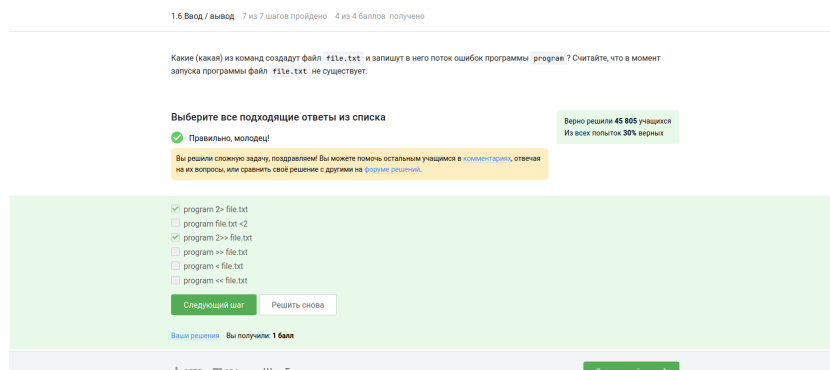 1.6 Ввод / вывод 7 из 7 шагов пройдено 4 из 4 баллов получено
Какие (какая) из команд создадут файл file.txt и запишут в него поток ошибок программы program ? Считайте, что в момент
запуска программы файл file.txt не существует.
Выберите все подходящие ответы из списка
Верно решили 45 805 учащихся
Из всех попыток 30% верных
Правильно, молодец!
Вы решили сложную задачу, поздравляем! Вы можете помочь остальным учащимся в комментариях, отвечая
на их вопросы, или сравнить своё решение с другими на форуме решений.
program 2> file.txt
program file.txt <2
program 2>> file.txt
program >> file.txt
program < file.txt
program << file.txt
Следующий шаг Решить снова
Ваши решения Вы получили: 1 балл